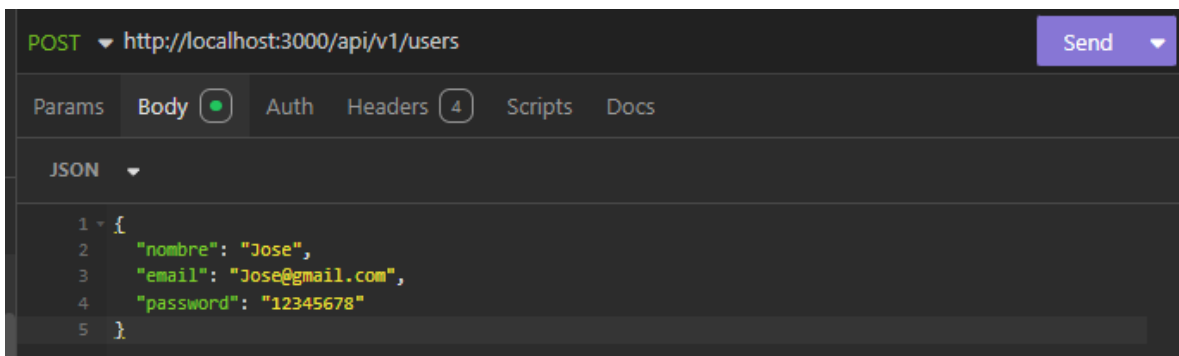 POST http://localhost:3000/api/v1/users Send
Params Body Auth Headers 4 Scripts Docs
JSON
1 {
2 "nombre": "Jose",
3 "email": "Jose@gmail.com",
4 "password": "12345678"
5 }